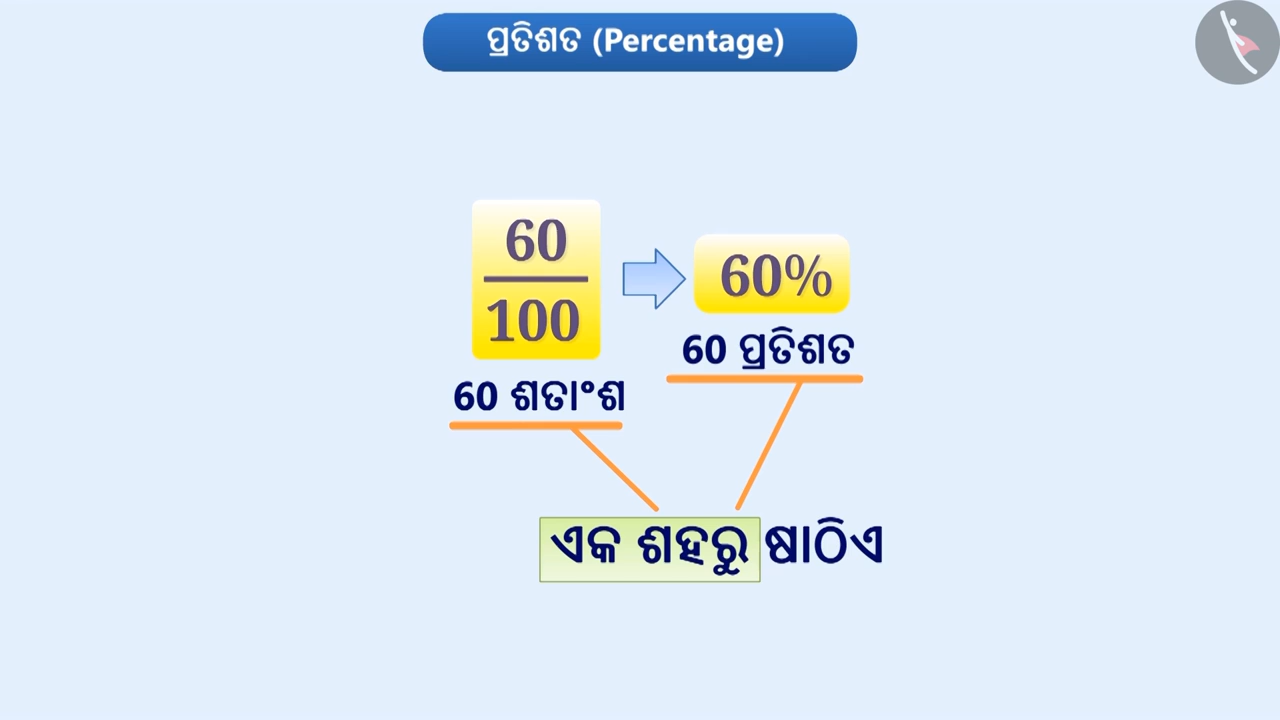 ପ୍ରତିଶତ (Percentage)
60
100
60%
60 ପ୍ରତିଶତ
60 ଶତାଂଶ
ଏକ ଶହରୁ ଷାଠିଏ